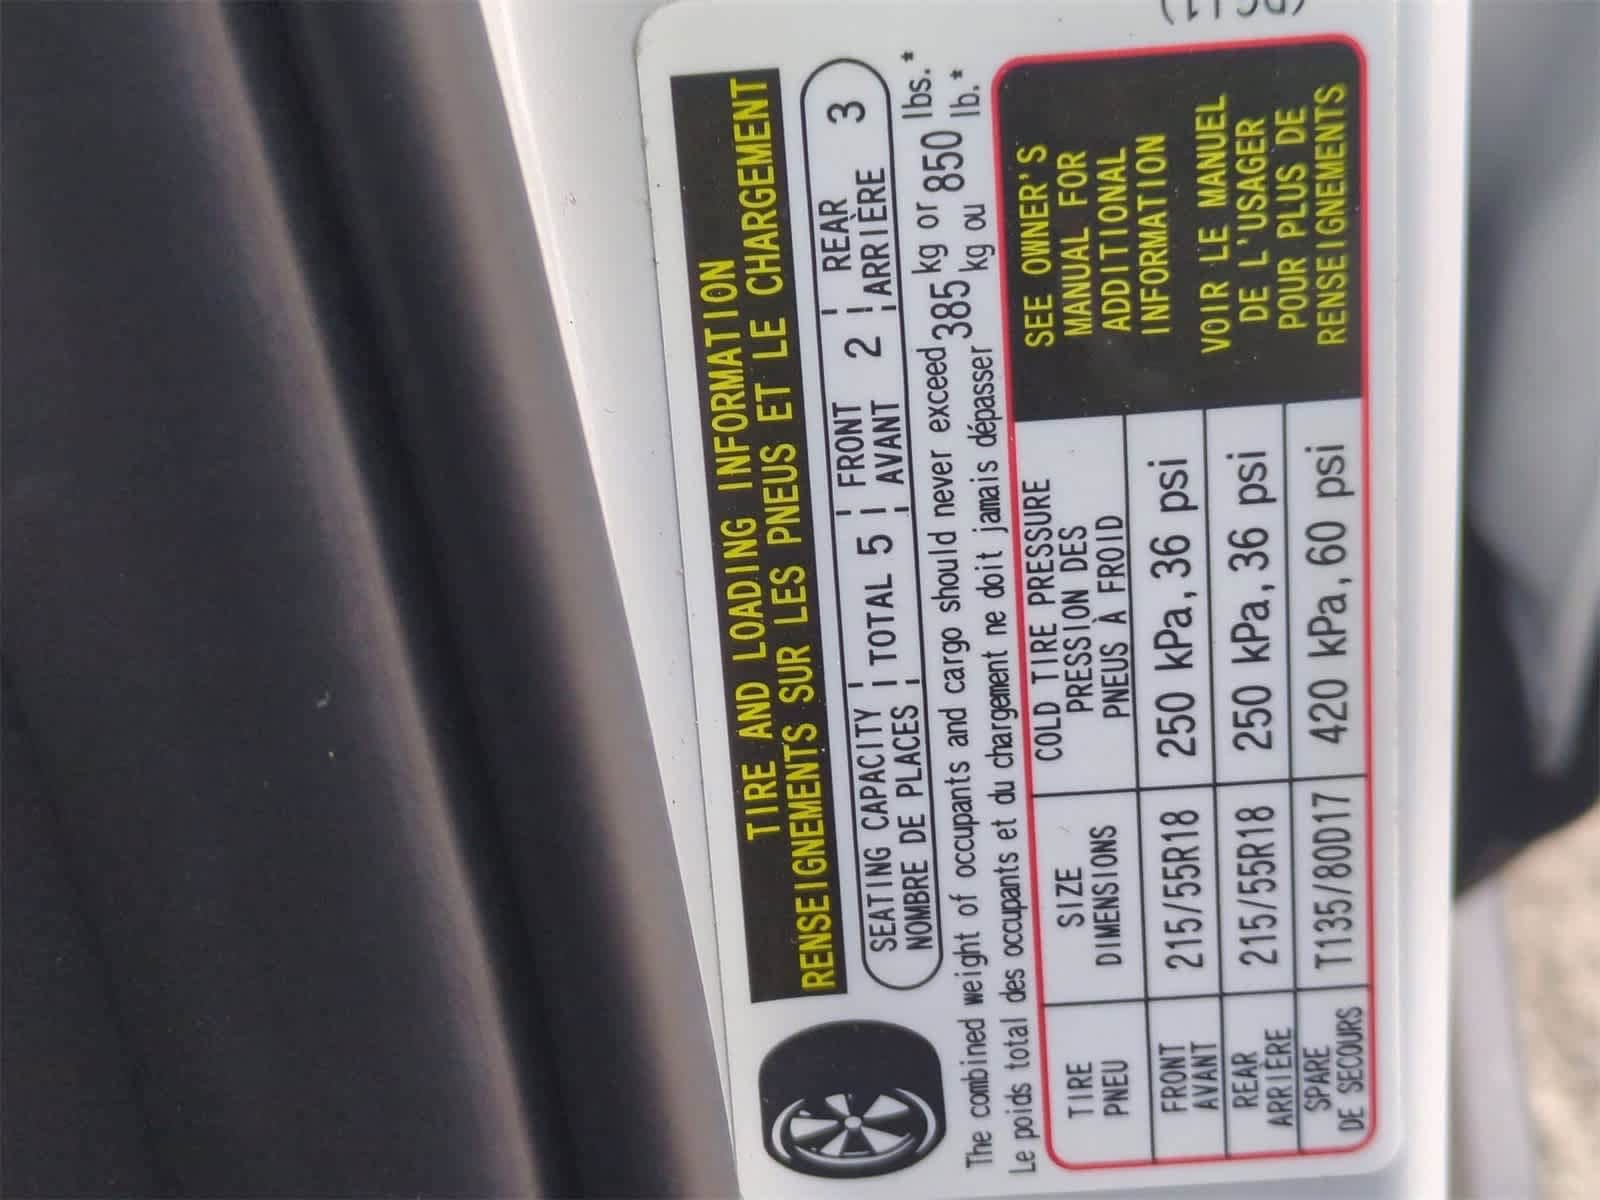 TIRE AND LOADING INFORMATION
RENSEIGNEMENTS SUR LES PNEUS ET LE CHARGEMENT
SEATING CAPACITY TOTAL 5 FRONT 2 REAR 3
NOMBRE DE PLACES AVANT ARRIÈRE
The combined weight of occupants and cargo should never exceed 385 kg or 850 lbs.*
Le poids total des occupants et du chargement ne doit jamais dépasser 385 kg ou 850 lb.*
TIRE
PNEU
SIZE
DIMENSIONS
COLD TIRE PRESSURE
PRESSION DES
PNEUS À FROID
FRONT
AVANT
215/55R18
250 kPa, 36 psi
REAR
ARRIÈRE
215/55R18
250 kPa, 36 psi
SPARE
DE SECOURS
T135/80D17
420 kPa, 60 psi
SEE OWNER'S
MANUAL FOR
ADDITIONAL
INFORMATION
VOIR LE MANUEL
DE L'USAGER
POUR PLUS DE
RENSEIGNEMENTS